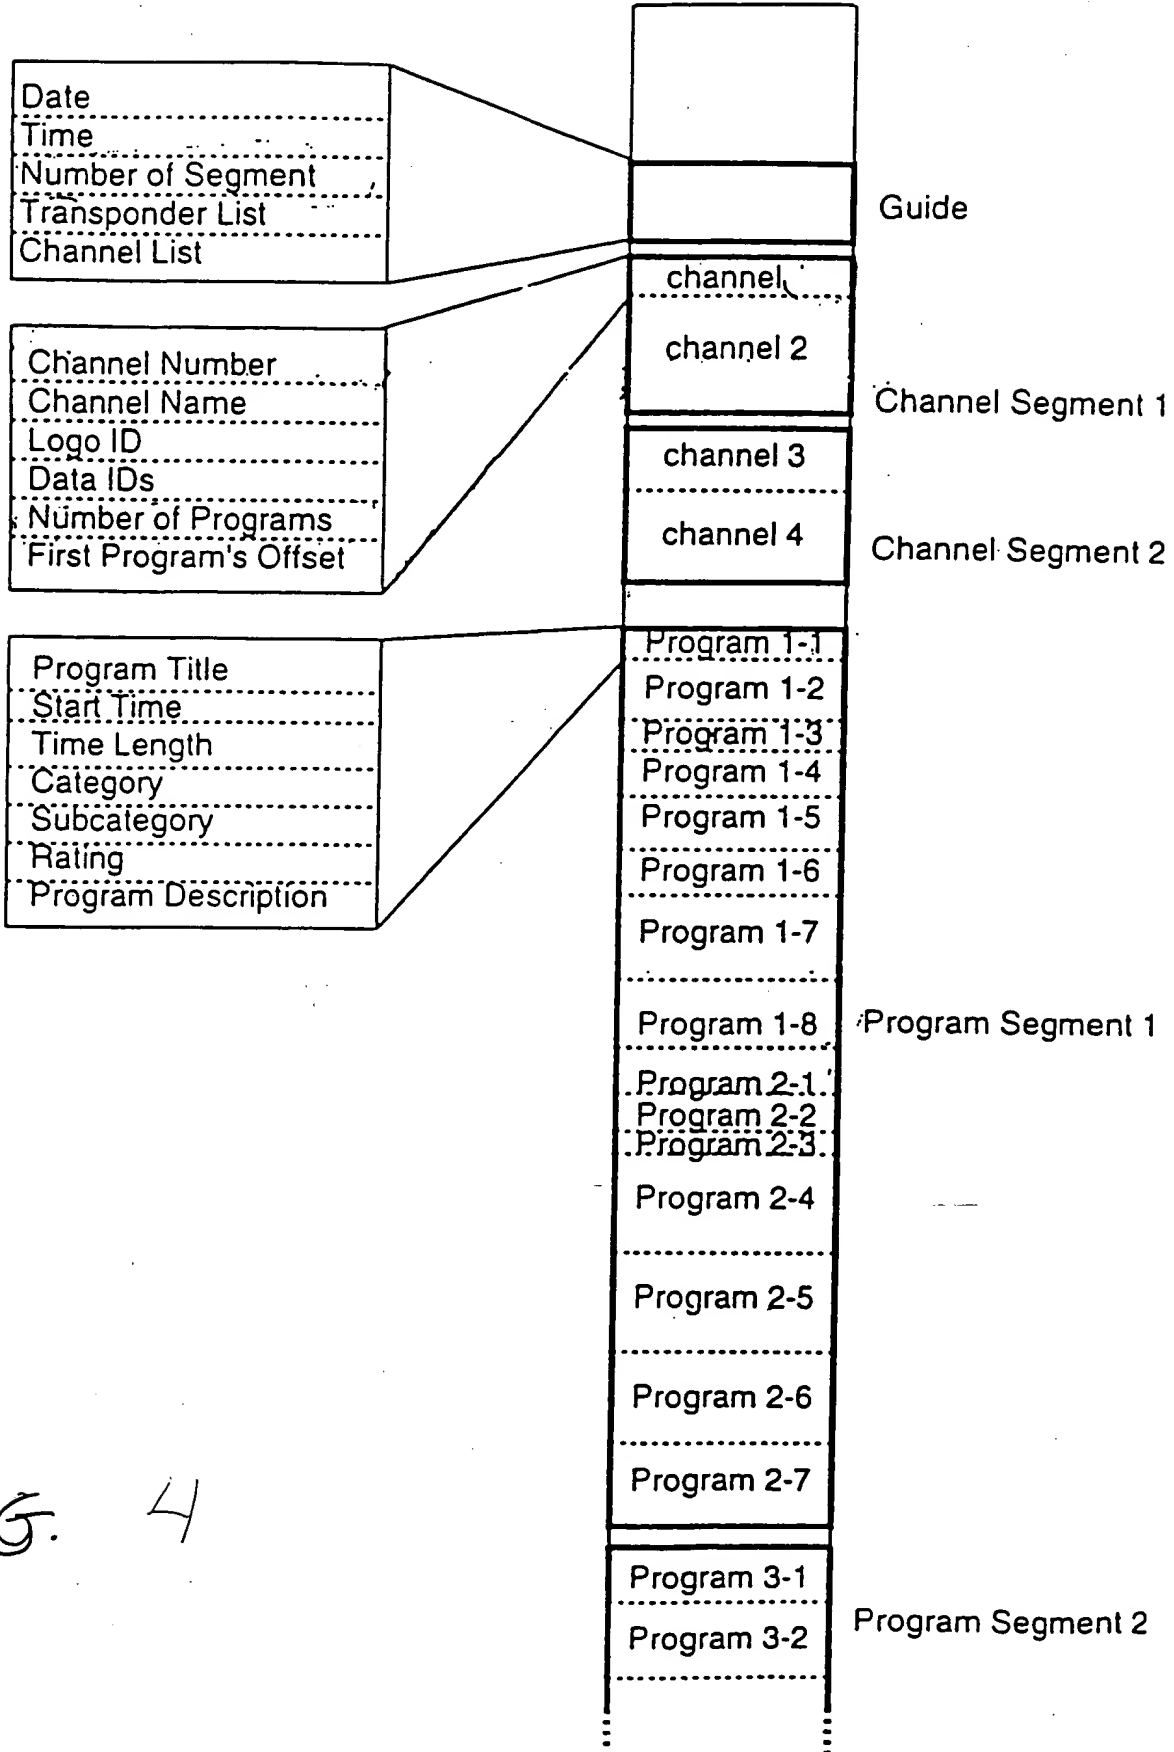 Date
Time
Number of Segment
Transponder List
Channel List
Guide
Channel Number
Channel Name
Logo ID
Data IDs
Number of Programs
First Program's Offset
channel
channel 2
Channel Segment 1
channel 3
channel 4
Channel Segment 2
Program Title
Start Time
Time Length
Category
Subcategory
Rating
Program Description
Program 1-1
Program 1-2
Program 1-3
Program 1-4
Program 1-5
Program 1-6
Program 1-7
Program 1-8
Program 2-1
Program 2-2
Program 2-3
Program 2-4
Program 2-5
Program 2-6
Program 2-7
Program Segment 1
Program 3-1
Program 3-2
Program Segment 2
G. 4